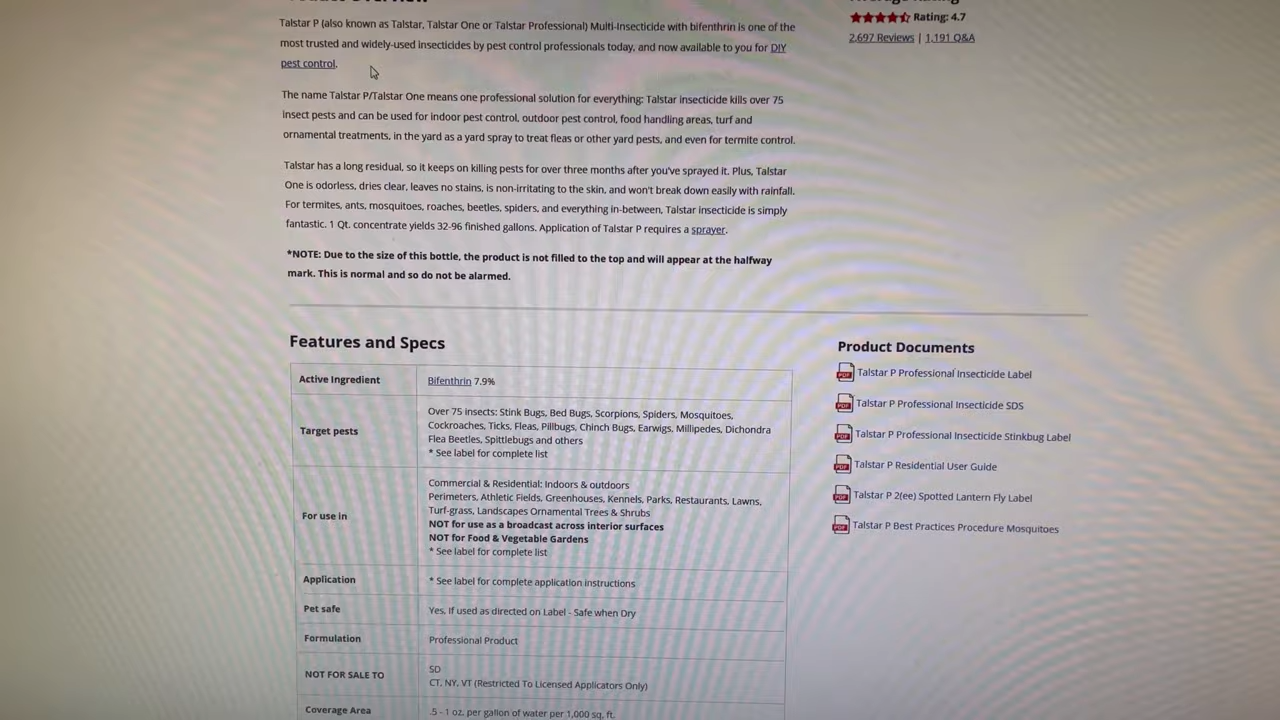 Rating: 4.7
2,697 Reviews | 1,191 Q&A
Talstar P (also known as Talstar, Talstar One or Talstar Professional) Multi-Insecticide with bifenthrin is one of the
most trusted and widely-used insecticides by pest control professionals today, and now available to you for DIY
pest control.
The name Talstar P/Talstar One means one professional solution for everything: Talstar insecticide kills over 75
insect pests and can be used for indoor pest control, outdoor pest control, food handling areas, turf and
ornamental treatments, in the yard as a yard spray to treat fleas or other yard pests, and even for termite control.
Talstar has a long residual, so it keeps on killing pests for over three months after you've sprayed it. Plus, Talstar
One is odorless, dries clear, leaves no stains, is non-irritating to the skin, and won't break down easily with rainfall.
For termites, ants, mosquitoes, roaches, beetles, spiders, and everything in-between, Talstar insecticide is simply
fantastic. 1 Qt. concentrate yields 32-96 finished gallons. Application of Talstar P requires a sprayer.
*NOTE: Due to the size of this bottle, the product is not filled to the top and will appear at the halfway
mark. This is normal and so do not be alarmed.
Features and Specs
Active Ingredient
Bifenthrin 7.9%
Target pests
Over 75 insects: Stink Bugs, Bed Bugs, Scorpions, Spiders, Mosquitoes,
Cockroaches, Ticks, Fleas, Pillbugs, Chinch Bugs, Earwigs, Millipedes, Dichondra
Flea Beetles, Spittlebugs and others
* See label for complete list
For use in
Commercial & Residential: Indoors & outdoors
Perimeters, Athletic Fields, Greenhouses, Kennels, Parks, Restaurants, Lawns,
Turf-grass, Landscapes Ornamental Trees & Shrubs
NOT for use as a broadcast across interior surfaces
NOT for Food & Vegetable Gardens
* See label for complete list
Application
* See label for complete application instructions
Pet safe
Yes, If used as directed on Label - Safe when Dry
Formulation
Professional Product
NOT FOR SALE TO
SD
CT, NY, VT (Restricted To Licensed Applicators Only)
Coverage Area
.5 - 1 oz. per gallon of water per 1,000 sq. ft.
Product Documents
PDF Talstar P Professional Insecticide Label
PDF Talstar P Professional Insecticide SDS
PDF Talstar P Professional Insecticide Stinkbug Label
PDF Talstar P Residential User Guide
PDF Talstar P 2(ee) Spotted Lantern Fly Label
PDF Talstar P Best Practices Procedure Mosquitoes